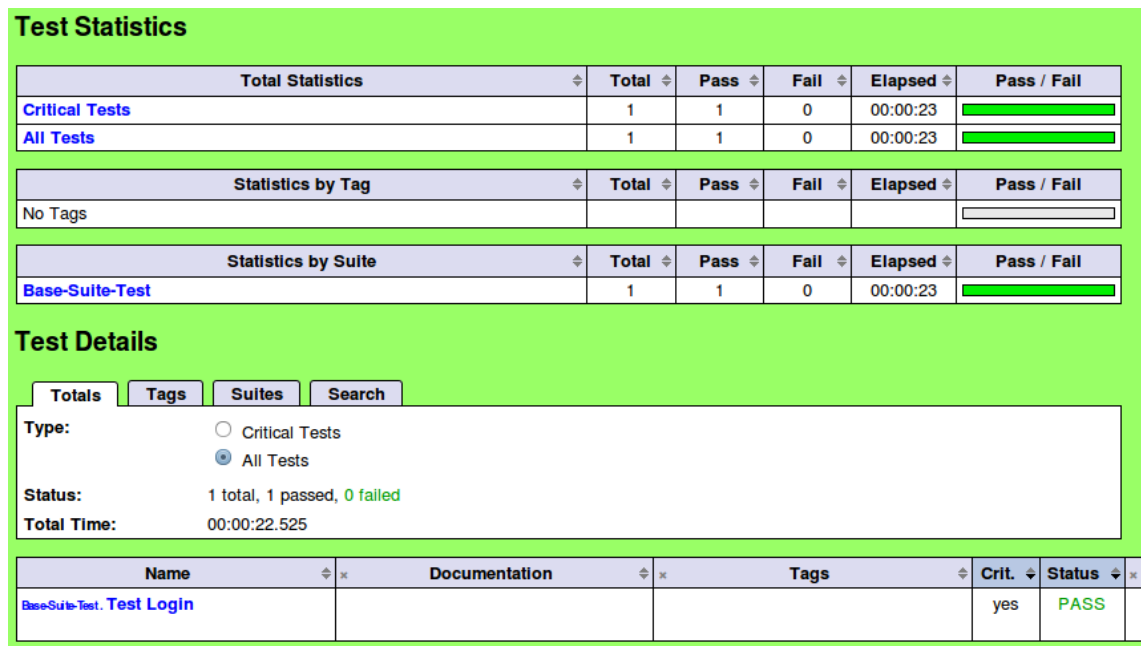 Test Statistics
Total Statistics Total Pass Fail Elapsed Pass / Fail
Critical Tests 1 1 0 00:00:23
All Tests 1 1 0 00:00:23
Statistics by Tag Total Pass Fail Elapsed Pass / Fail
No Tags
Statistics by Suite Total Pass Fail Elapsed Pass / Fail
Base-Suite-Test 1 1 0 00:00:23
Test Details
Totals Tags Suites Search
Type: Critical Tests
All Tests
Status: 1 total, 1 passed, 0 failed
Total Time: 00:00:22.525
Name × Documentation × Tags Crit. Status ×
Base-Suite-Test. Test Login yes PASS